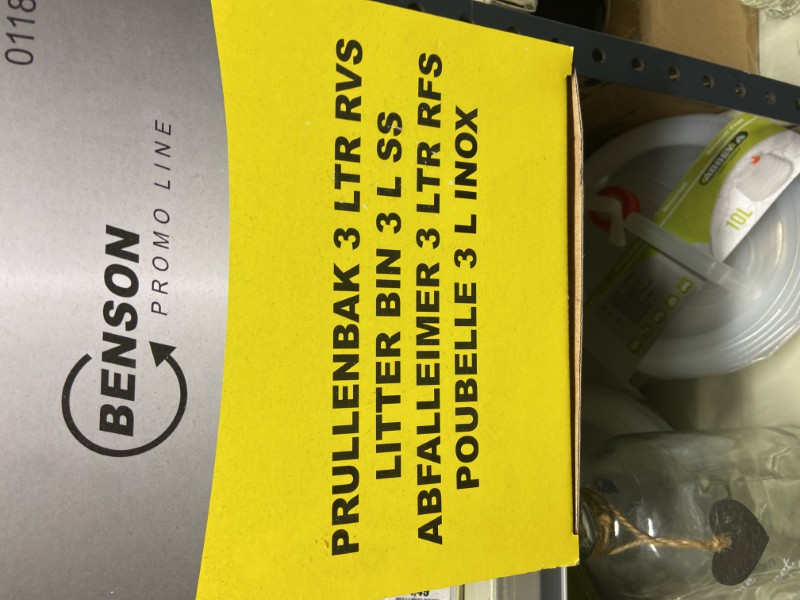 0118
BENSON
PROMO LINE
PRULLENBAK 3 LTR RVS
LITTER BIN 3 L SS
ABFALLEIMER 3 LTR RFS
POUBELLE 3 L INOX
ABBEY
10L